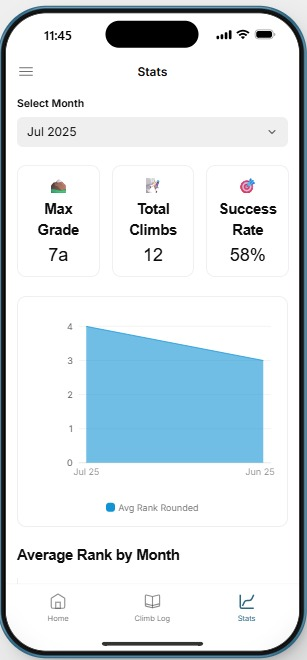 11:45
Stats
Select Month
Jul 2025
Max
Grade
7a
Total
Climbs
12
Success
Rate
58%
4
3
2
1
0
Jul 25
Jun 25
Avg Rank Rounded
Average Rank by Month
Home
Climb Log
Stats